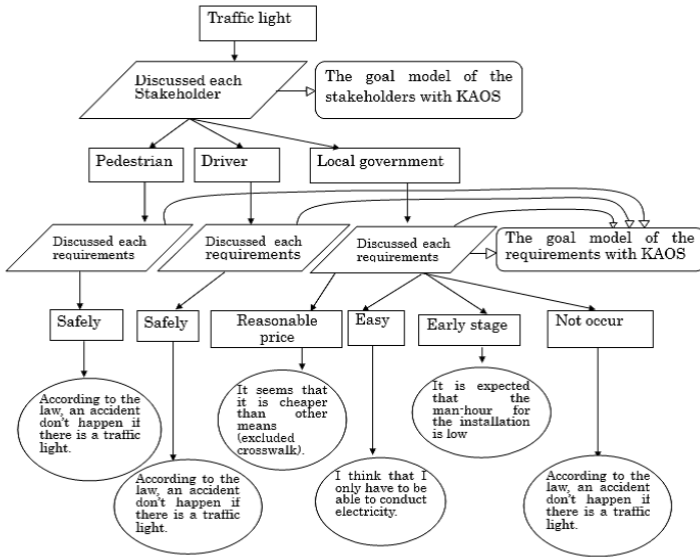 Traffic light
Discussed each
Stakeholder
The goal model of the
stakeholders with KAOS
Pedestrian
Driver
Local government
Discussed each
requirements
Discussed each
requirements
Discussed each
requirements
The goal model of the
requirements with KAOS
Safely
Safely
Reasonable
price
Easy
Early stage
Not occur
According to the
law, an accident
don't happen if
there is a traffic
light.
According to the
law, an accident
don't happen if
there is a traffic
light.
It seems that
it is cheaper
than other
means
(excluded
crosswalk).
I think that I
only have to be
able to conduct
electricity.
It is expected
that the
man-hour for
the installation
is low
According to the
law, an accident
don't happen if
there is a traffic
light.